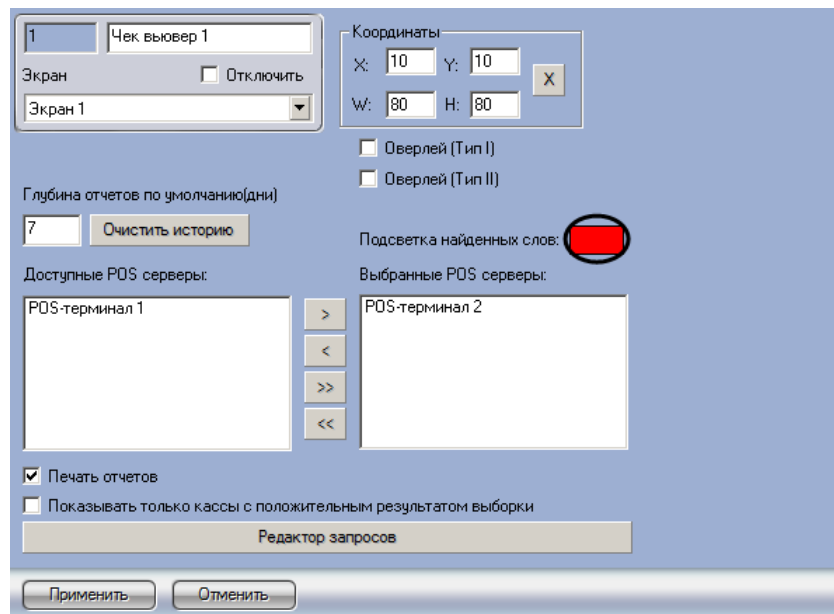 1
Чек вьювер 1
Экран
Отключить
Экран 1
Координаты
X: 10 Y: 10
X
W: 80 H: 80
Оверлей (Тип I)
Оверлей (Тип II)
Глубина отчетов по умолчанию(дни)
7
Очистить историю
Подсветка найденных слов:
Доступные POS серверы:
Выбранные POS серверы:
POS-терминал 1
POS-терминал 2
>
<
>>
<<
Печать отчетов
Показывать только кассы с положительным результатом выборки
Редактор запросов
Применить
Отменить